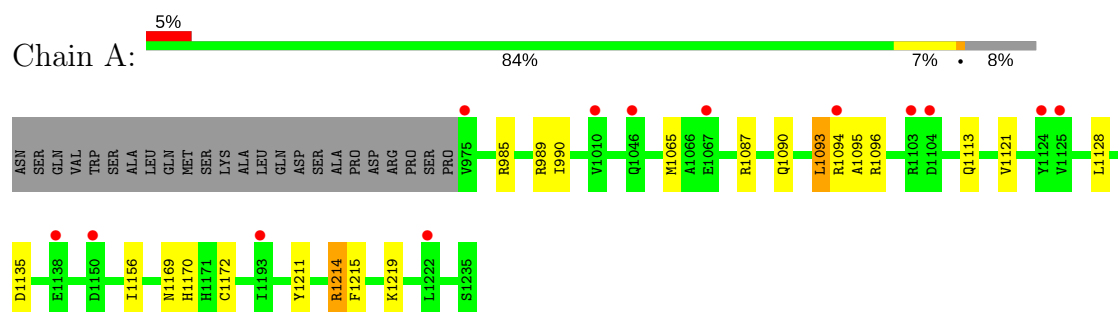 5%
Chain A:
84% 7% • 8%
ASN SER GLN VAL TRP SER ALA LEU GLN MET SER LYS ALA LEU GLN ASP SER ALA PRO ASP ARG PRO SER PRO V975 R985 R989 I990 V1010 Q1046 M1065 A1066 E1067 R1087 Q1090 L1093 R1094 A1095 R1096 R1103 D1104 Q1113 V1121 Y1124 V1125 L1128
D1135 E1138 D1150 I1156 N1169 H1170 H1171 C1172 I1193 Y1211 R1214 F1215 K1219 L1222 S1235